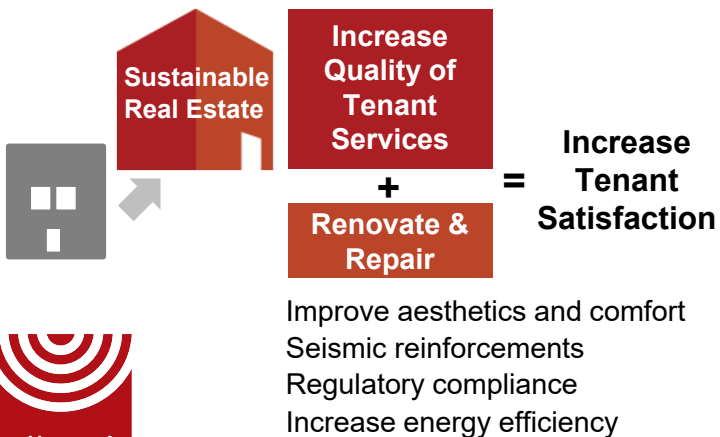 Sustainable
Real Estate
Increase
Quality of
Tenant
Services
+
Renovate &
Repair
=
Increase
Tenant
Satisfaction
Improve aesthetics and comfort
Seismic reinforcements
Regulatory compliance
Increase energy efficiency